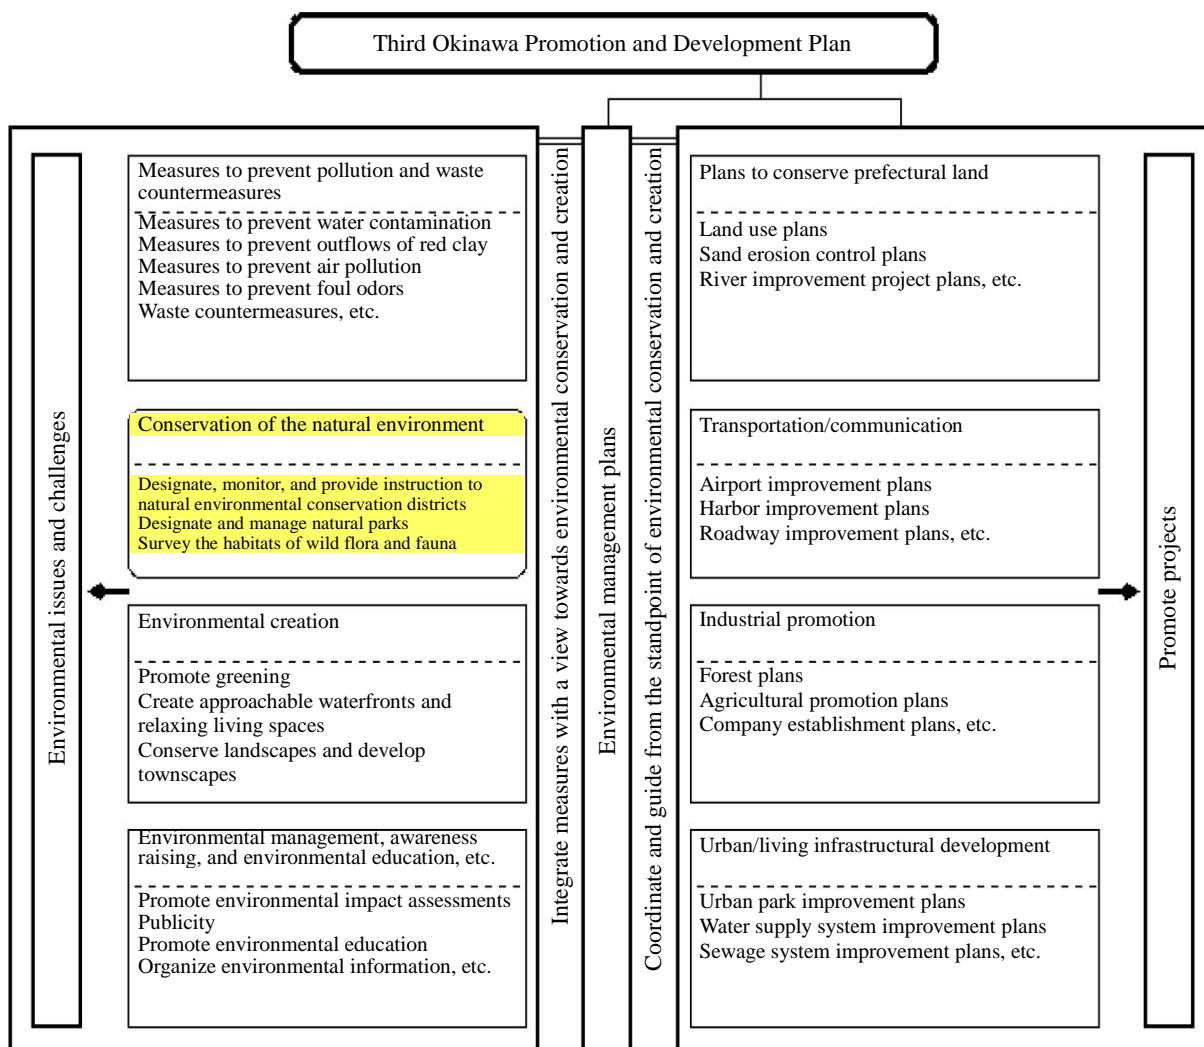 Third Okinawa Promotion and Development Plan
Environmental issues and challenges
Measures to prevent pollution and waste
countermeasures
Measures to prevent water contamination
Measures to prevent outflows of red clay
Measures to prevent air pollution
Measures to prevent foul odors
Waste countermeasures, etc.
Conservation of the natural environment
Designate, monitor, and provide instruction to
natural environmental conservation districts
Designate and manage natural parks
Survey the habitats of wild flora and fauna
Environmental creation
Promote greening
Create approachable waterfronts and
relaxing living spaces
Conserve landscapes and develop
townscapes
Environmental management, awareness
raising, and environmental education, etc.
Promote environmental impact assessments
Publicity
Promote environmental education
Organize environmental information, etc.
Integrate measures with a view towards environmental conservation and creation
Environmental management plans
Coordinate and guide from the standpoint of environmental conservation and creation
Plans to conserve prefectural land
Land use plans
Sand erosion control plans
River improvement project plans, etc.
Transportation/communication
Airport improvement plans
Harbor improvement plans
Roadway improvement plans, etc.
Industrial promotion
Forest plans
Agricultural promotion plans
Company establishment plans, etc.
Urban/living infrastructural development
Urban park improvement plans
Water supply system improvement plans
Sewage system improvement plans, etc.
Promote projects